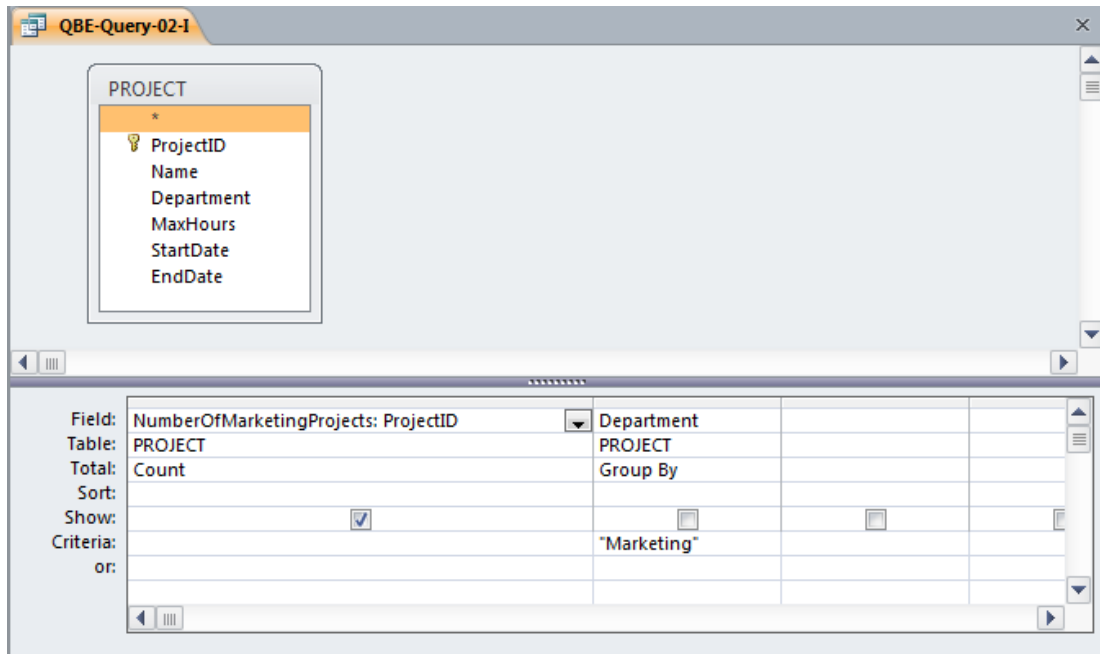 QBE-Query-02-I
PROJECT
*
ProjectID
Name
Department
MaxHours
StartDate
EndDate
Field: NumberOfMarketingProjects: ProjectID Department
Table: PROJECT PROJECT
Total: Count Group By
Sort:
Show:
Criteria: "Marketing"
or: